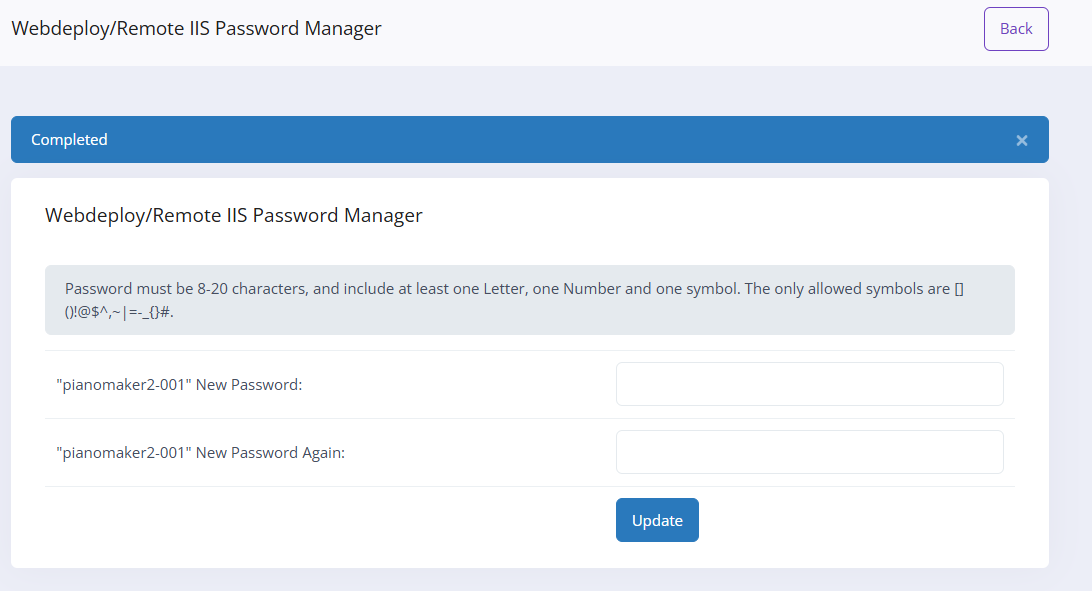 Webdeploy/Remote IIS Password Manager
Back
Completed
×
Webdeploy/Remote IIS Password Manager
Password must be 8-20 characters, and include at least one Letter, one Number and one symbol. The only allowed symbols are []
()!@$^,~|=-_{}#.
"pianomaker2-001" New Password:
"pianomaker2-001" New Password Again:
Update